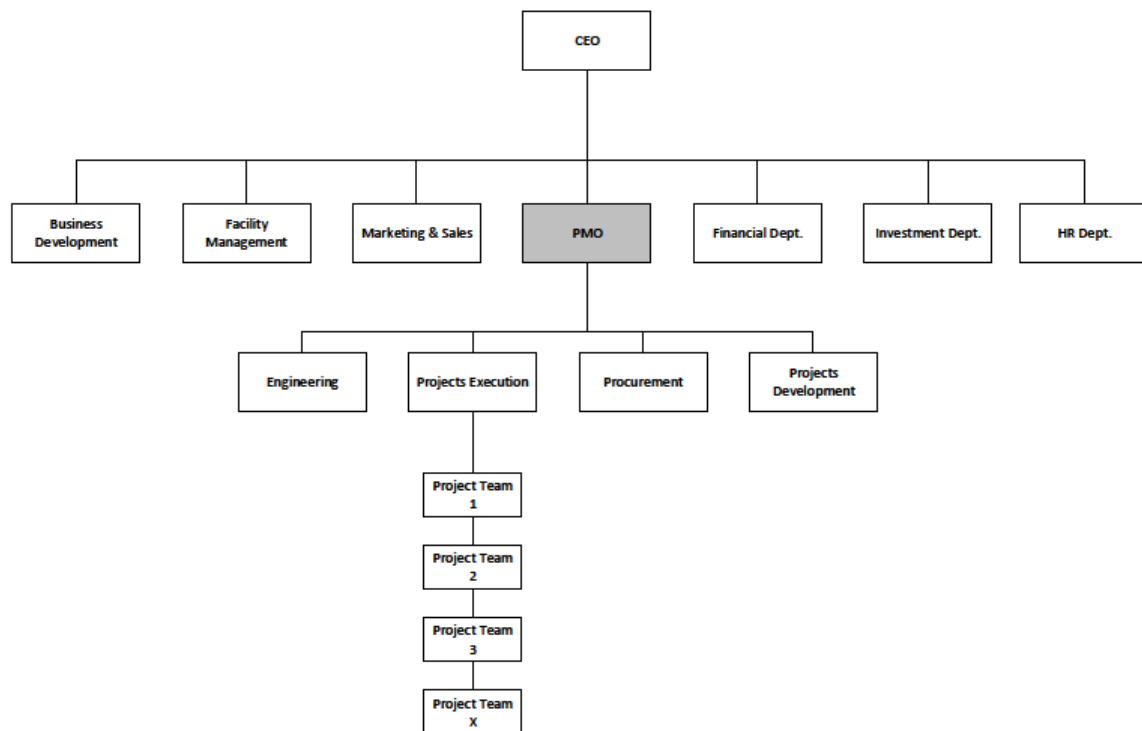 CEO
Business
Development
Facility
Management
Marketing & Sales
PMO
Financial Dept.
Investment Dept.
HR Dept.
Engineering
Projects Execution
Procurement
Projects
Development
Project Team
1
Project Team
2
Project Team
3
Project Team
X